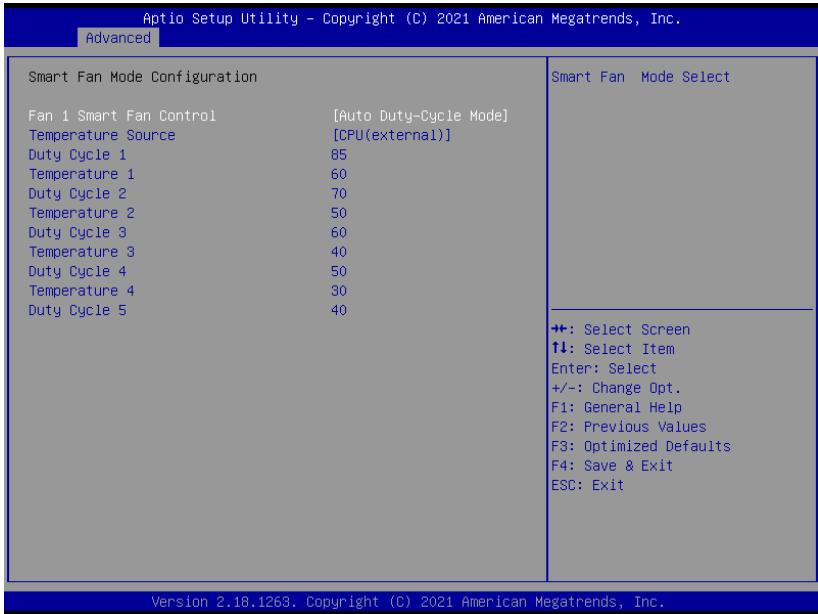 Aptio Setup Utility – Copyright (C) 2021 American Megatrends, Inc.
Advanced
Smart Fan Mode Configuration
Fan 1 Smart Fan Control [Auto Duty-Cycle Mode]
Temperature Source [CPU(external)]
Duty Cycle 1 85
Temperature 1 60
Duty Cycle 2 70
Temperature 2 50
Duty Cycle 3 60
Temperature 3 40
Duty Cycle 4 50
Temperature 4 30
Duty Cycle 5 40
Smart Fan Mode Select
→←: Select Screen
↑↓: Select Item
Enter: Select
+/-: Change Opt.
F1: General Help
F2: Previous Values
F3: Optimized Defaults
F4: Save & Exit
ESC: Exit
Version 2.18.1263. Copyright (C) 2021 American Megatrends, Inc.